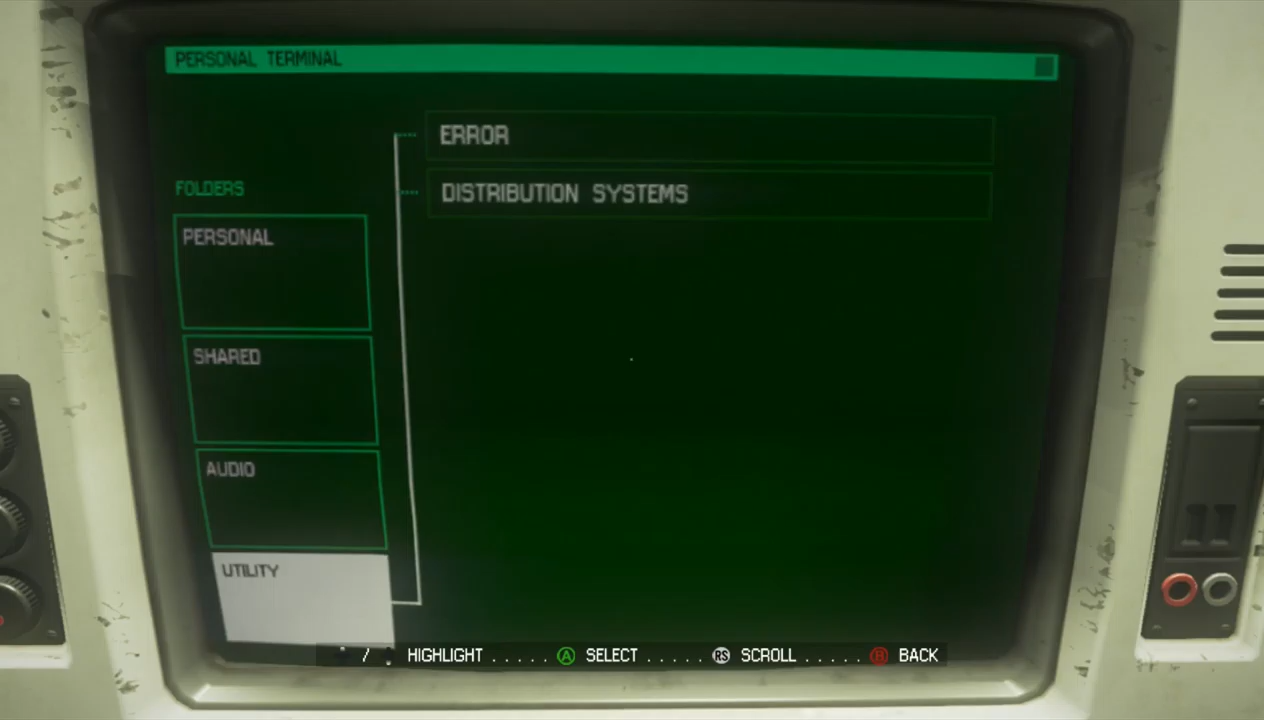 PERSONAL TERMINAL
ERROR
DISTRIBUTION SYSTEMS
FOLDERS
PERSONAL
SHARED
AUDIO
UTILITY
/ HIGHLIGHT ..... A SELECT ..... RS SCROLL ..... B BACK